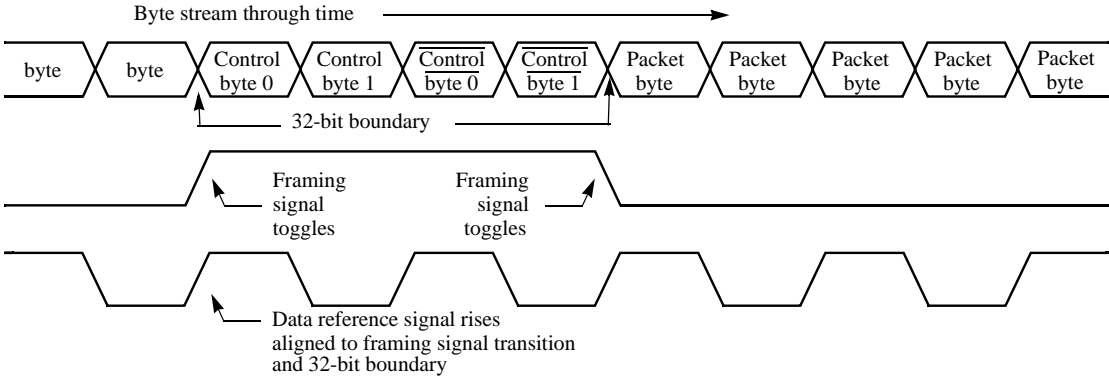 Byte stream through time
byte byte Control byte 0 Control byte 1 Control byte 0 Control byte 1 Packet byte Packet byte Packet byte Packet byte Packet byte
32-bit boundary
Framing
signal
toggles
Framing
signal
toggles
Data reference signal rises
aligned to framing signal transition
and 32-bit boundary